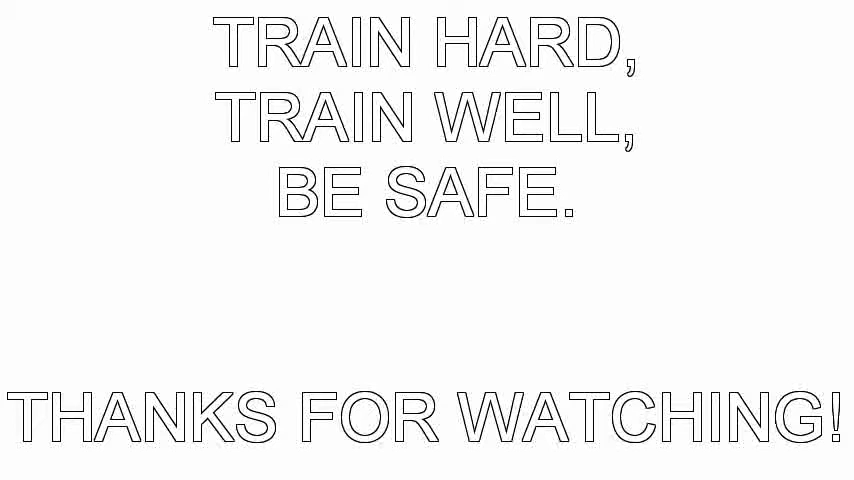 TRAIN HARD,
TRAIN WELL,
BE SAFE.
THANKS FOR WATCHING!